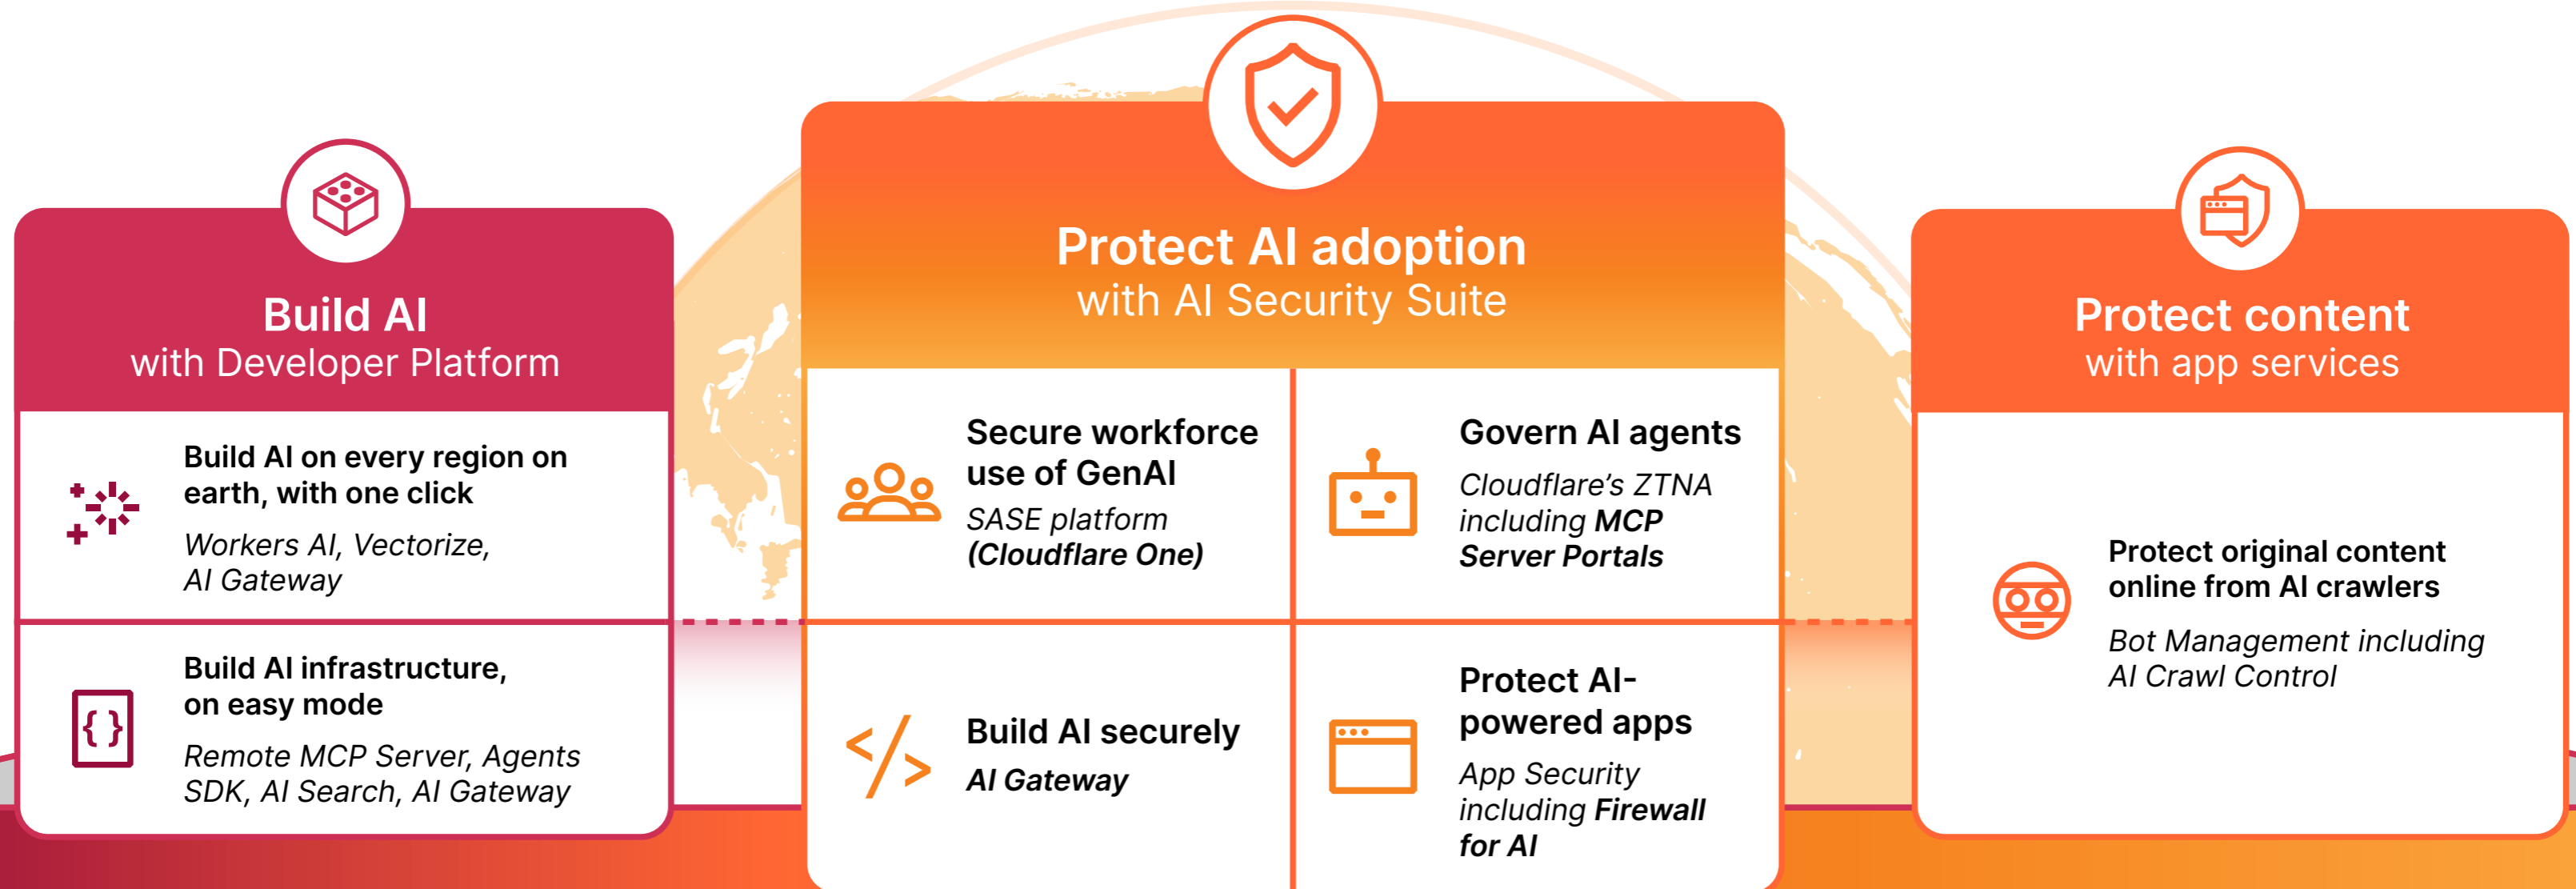 Build AI
with Developer Platform
Build AI on every region on
earth, with one click
Workers AI, Vectorize,
AI Gateway
Build AI infrastructure,
on easy mode
Remote MCP Server, Agents
SDK, AI Search, AI Gateway
Protect AI adoption
with AI Security Suite
Secure workforce
use of GenAI
SASE platform
(Cloudflare One)
Govern AI agents
Cloudflare’s ZTNA
including MCP
Server Portals
Build AI securely
AI Gateway
Protect AI-
powered apps
App Security
including Firewall
for AI
Protect content
with app services
Protect original content
online from AI crawlers
Bot Management including
AI Crawl Control